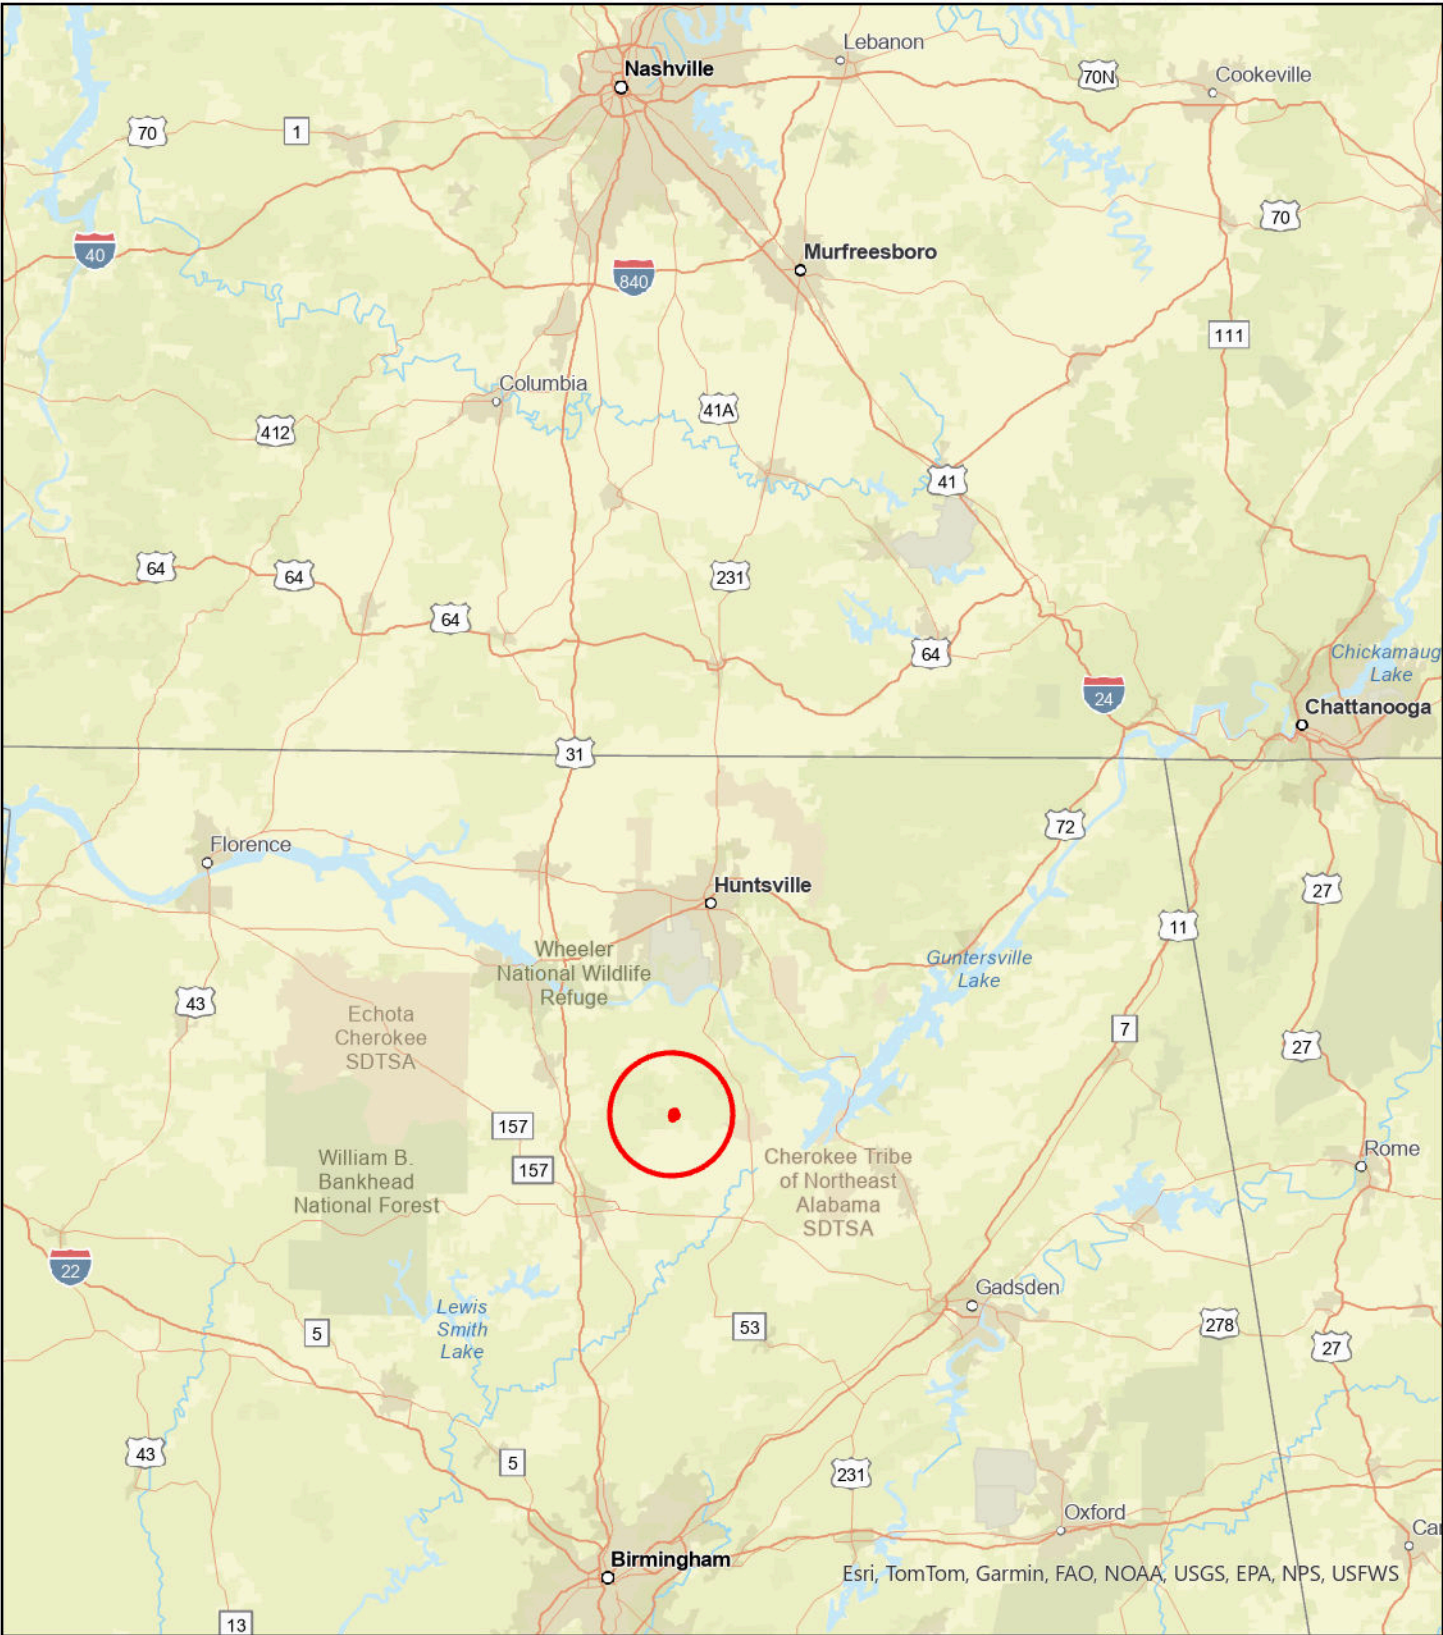 Lebanon
Nashville
70N
Cookeville
70
1
70
40
840
Murfreesboro
111
Columbia
41A
412
41
64
64
231
64
64
Chickamaug
Lake
24
Chattanooga
31
72
Florence
Huntsville
27
11
Wheeler
National Wildlife
Refuge
Guntersville
Lake
43
Echota
Cherokee
SDTSA
7
27
157
William B.
Bankhead
National Forest
157
Cherokee Tribe
of Northeast
Alabama
SDTSA
Rome
22
Gadsden
Lewis
Smith
Lake
5
53
278
27
43
5
231
Oxford
Car
Birmingham
Esri, TomTom, Garmin, FAO, NOAA, USGS, EPA, NPS, USFWS
13